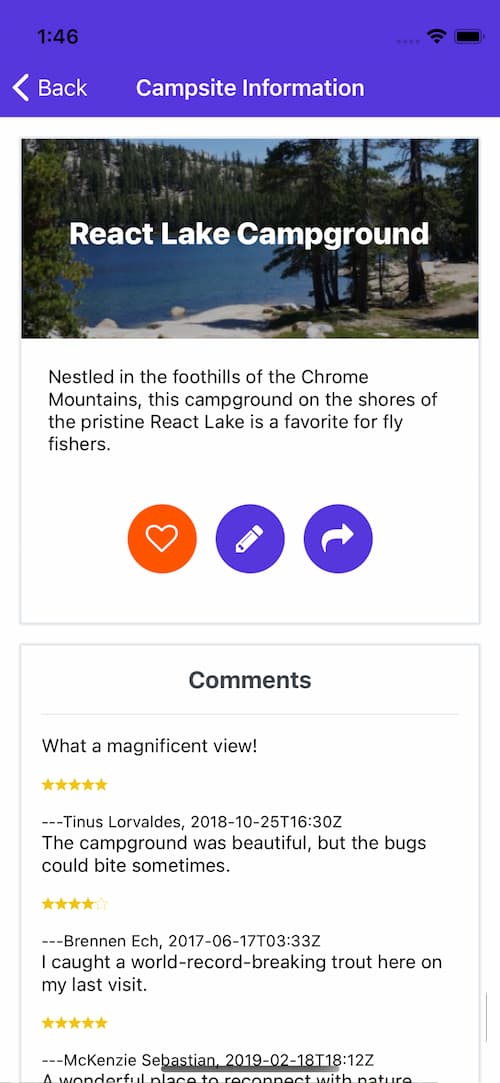 1:46
Back
Campsite Information
React Lake Campground
Nestled in the foothills of the Chrome
Mountains, this campground on the shores of
the pristine React Lake is a favorite for fly
fishers.
Comments
What a magnificent view!
---Tinus Lorvaldes, 2018-10-25T16:30Z
The campground was beautiful, but the bugs
could bite sometimes.
---Brennen Ech, 2017-06-17T03:33Z
I caught a world-record-breaking trout here on
my last visit.
---McKenzie Sebastian, 2019-02-18T18:12Z
A wonderful place to reconnect with nature